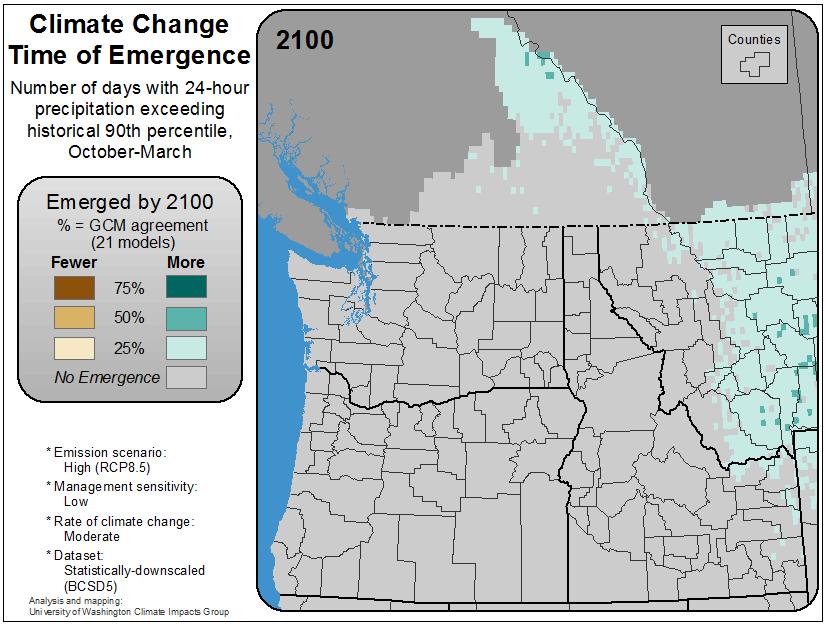 Climate Change
Time of Emergence
Number of days with 24-hour
precipitation exceeding
historical 90th percentile,
October-March
Emerged by 2100
% = GCM agreement
(21 models)
Fewer More
75%
50%
25%
No Emergence
* Emission scenario:
High (RCP8.5)
* Management sensitivity:
Low
* Rate of climate change:
Moderate
* Dataset:
Statistically-downscaled
(BCSD5)
Analysis and mapping:
University of Washington Climate Impacts Group
2100
Counties